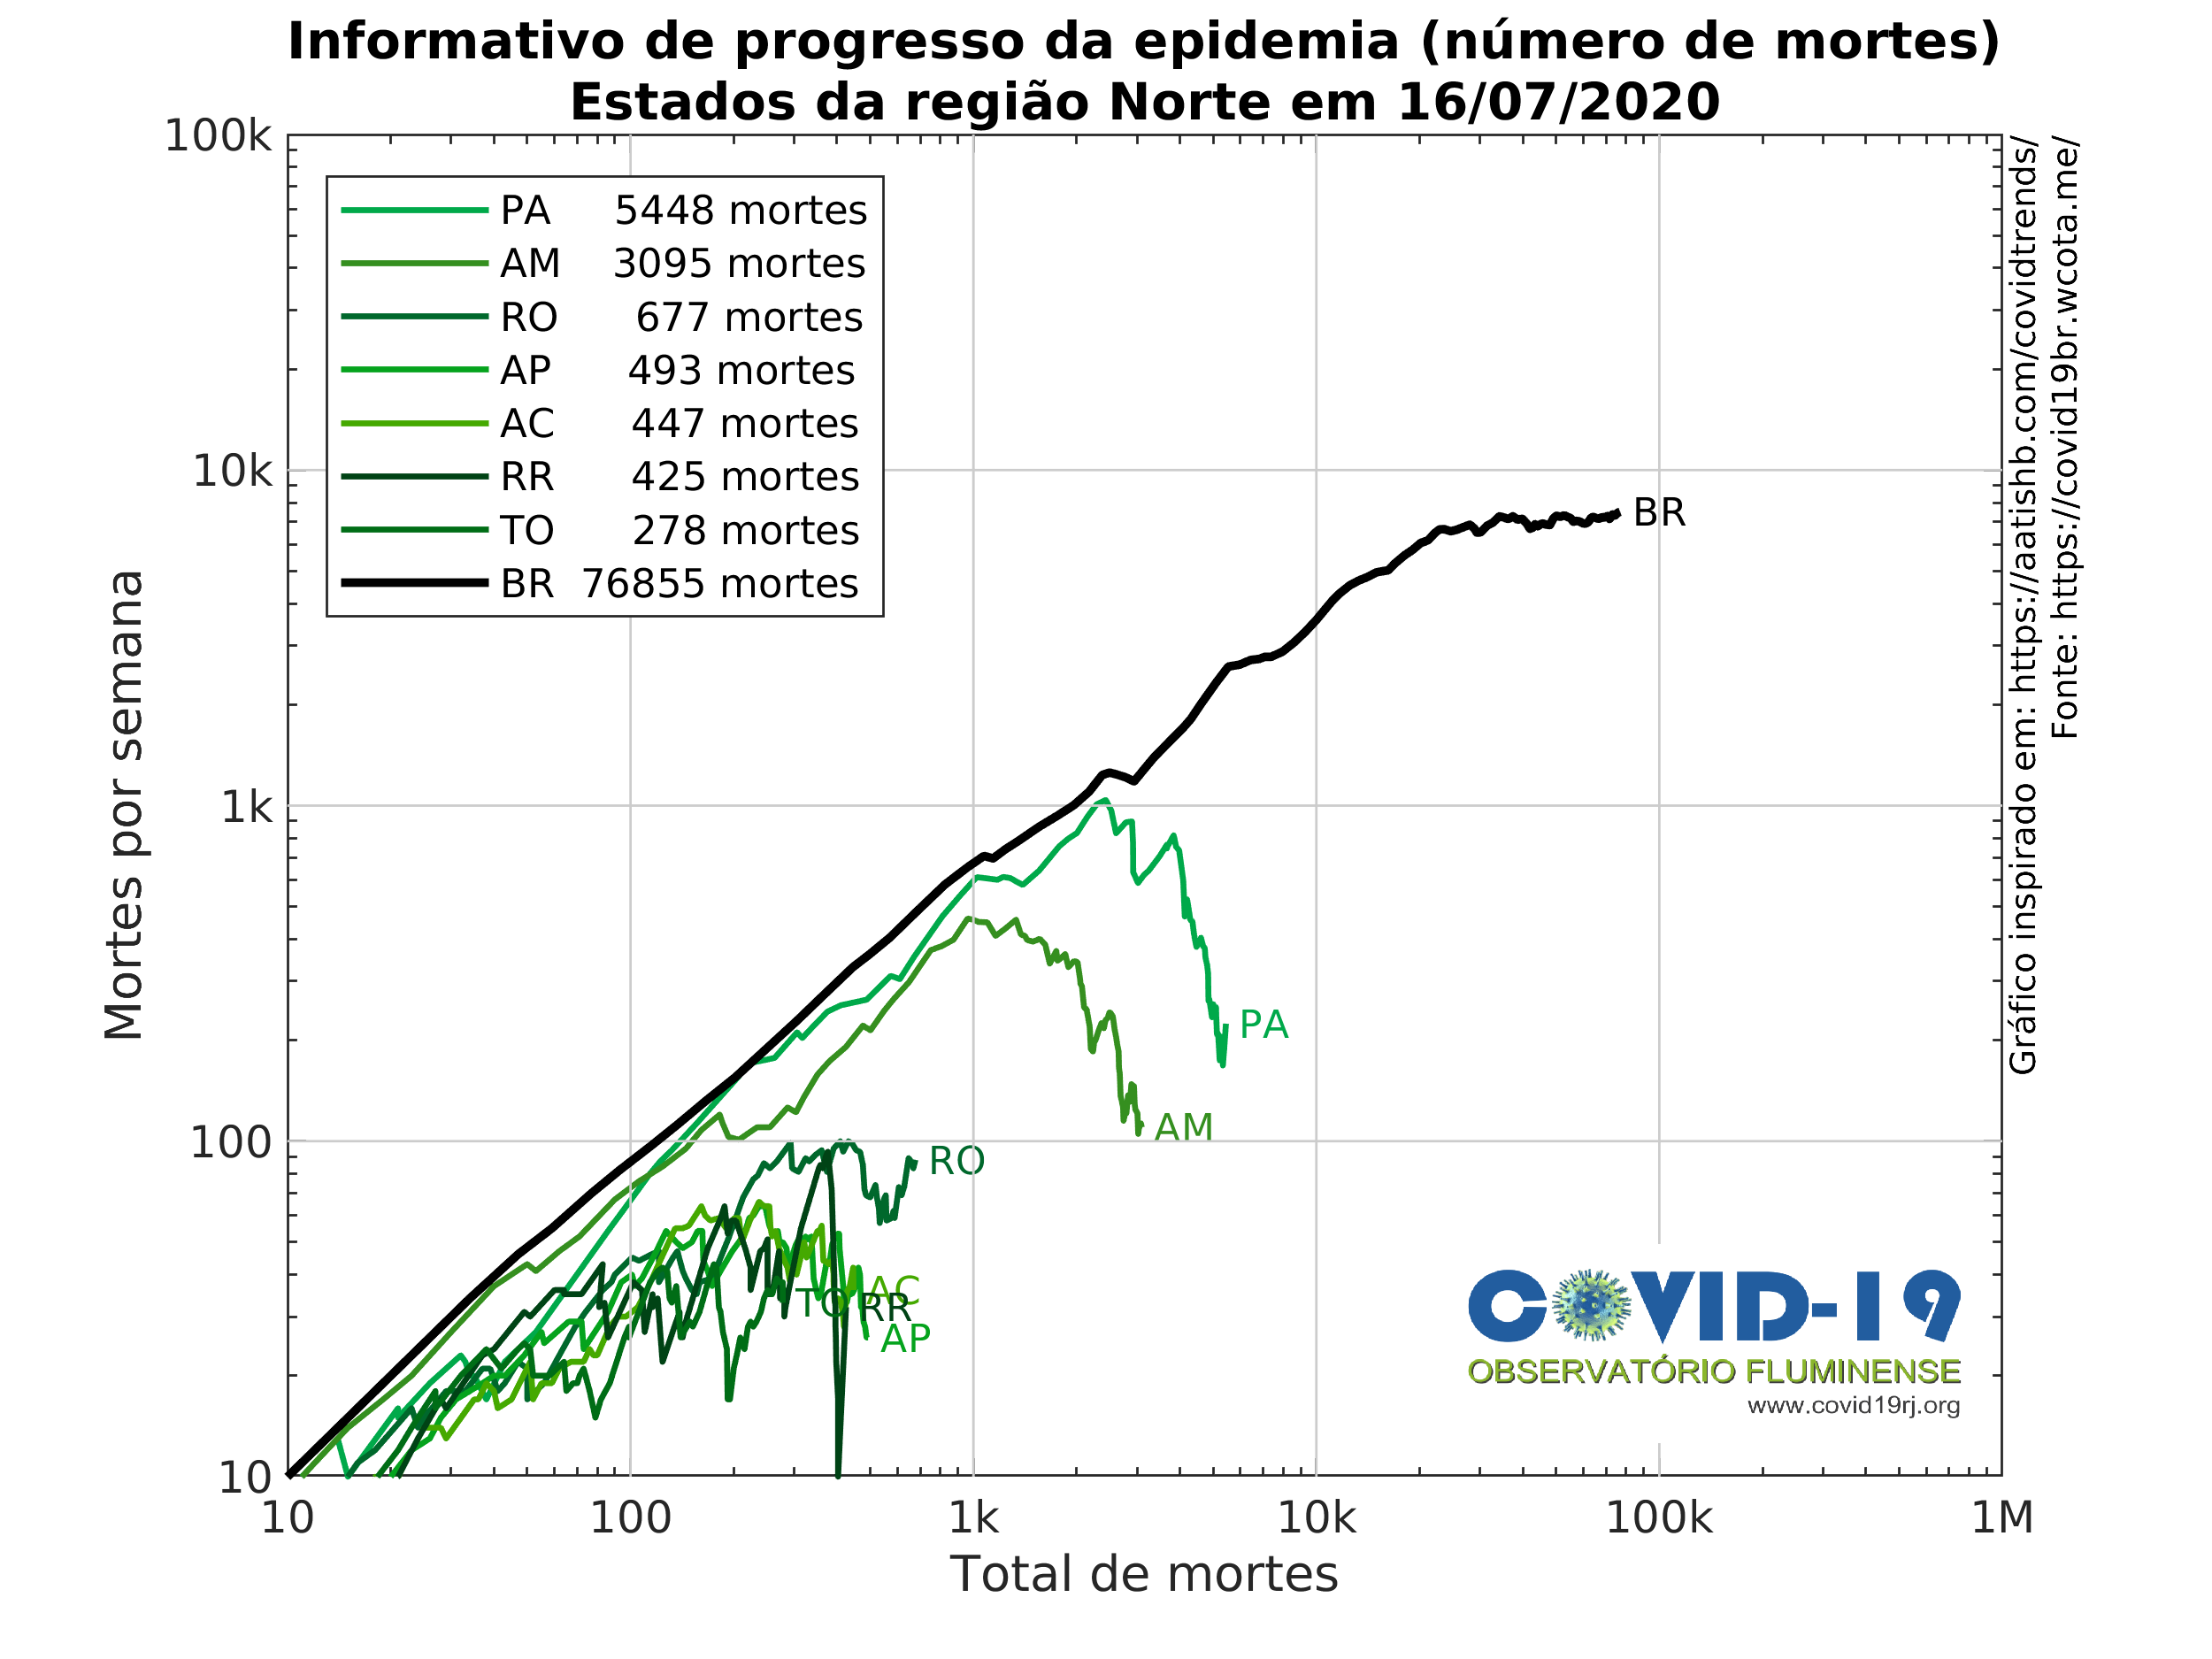 Informativo de progresso da epidemia (número de mortes)
Estados da região Norte em 16/07/2020
100k
10k
1k
100
10
Mortes por semana
PA 5448 mortes
AM 3095 mortes
RO 677 mortes
AP 493 mortes
AC 447 mortes
RR 425 mortes
TO 278 mortes
BR 76855 mortes
BR
PA
AM
RO
AC
TO
RR
AP
10
100
1k
10k
100k
1M
Total de mortes
Gráfico inspirado em: https://aatishb.com/covidtrends/
Fonte: https://covid19br.wcota.me/
COVID-19
OBSERVATÓRIO FLUMINENSE
www.covid19rj.org